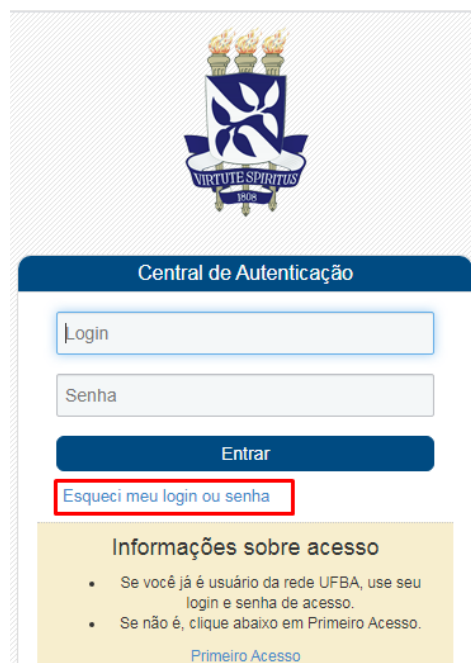 VIRTUTE SPIRITUS
1808
Central de Autenticação
Login
Senha
Entrar
Esqueci meu login ou senha
Informações sobre acesso
• Se você já é usuário da rede UFBA, use seu
login e senha de acesso.
• Se não é, clique abaixo em Primeiro Acesso.
Primeiro Acesso